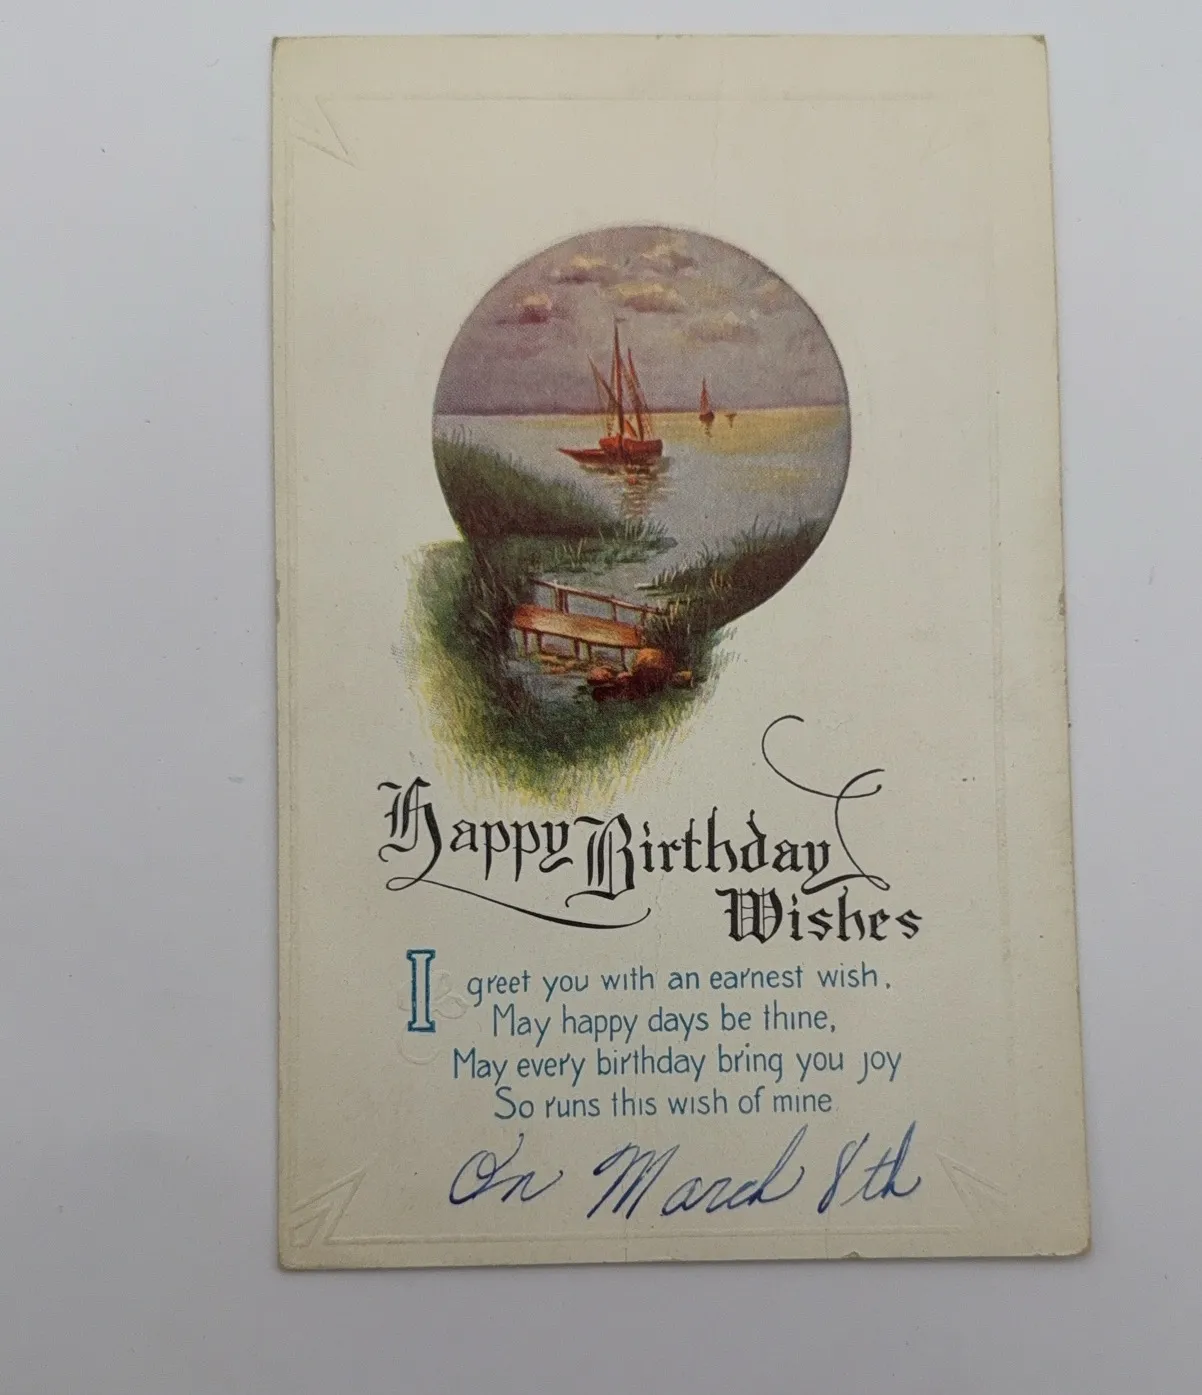 Happy Birthday
Wishes
I greet you with an earnest wish,
May happy days be thine,
May every birthday bring you joy
So runs this wish of mine.
On March 8th